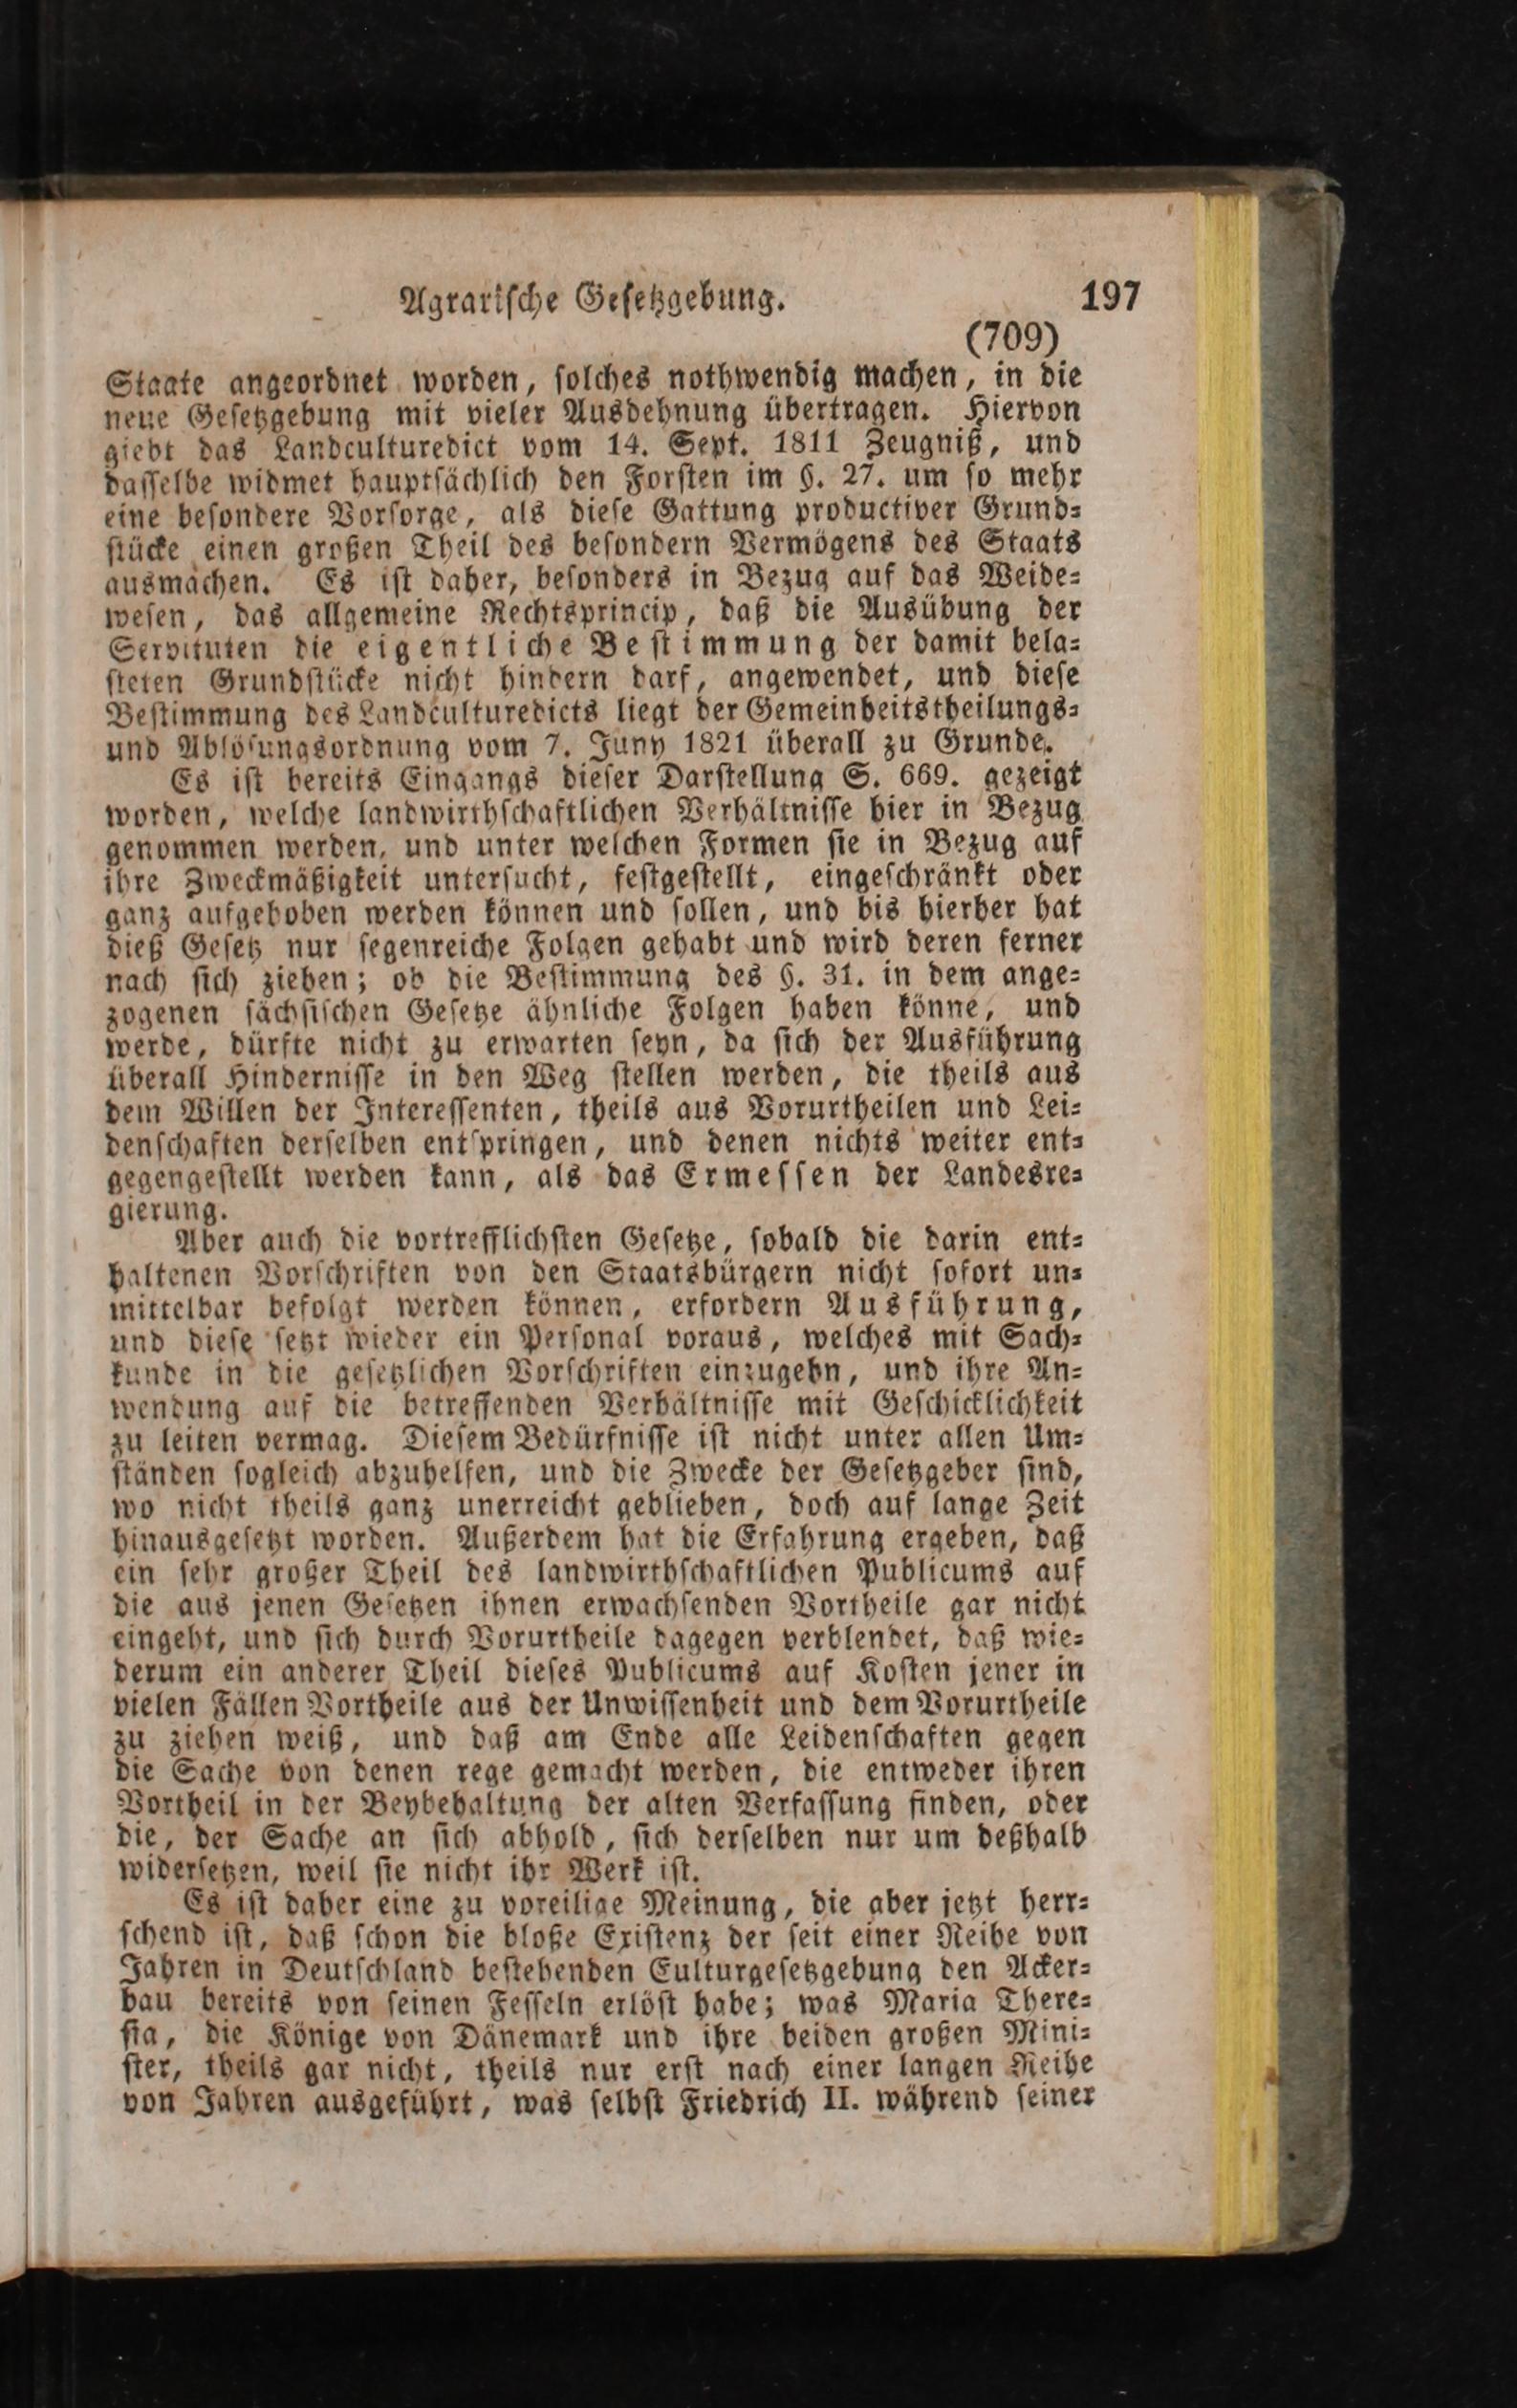 Agrarische Gesetzgebung. 197
(709)
Staate angeordnet worden, solches nothwendig machen, in die
neue Gesetzgebung mit vieler Ausdehnung übertragen. Hiervon
giebt das Landculturedict vom 14. Sept. 1811 Zeugniß, und
dasselbe widmet hauptsächlich den Forsten im §. 27. um so mehr
eine besondere Vorsorge, als diese Gattung productiver Grund-
stücke einen großen Theil des besondern Vermögens des Staats
ausmachen. Es ist daher, besonders in Bezug auf das Weide-
wesen, das allgemeine Rechtsprincip, daß die Ausübung der
Servituten die eigentliche Bestimmung der damit bela-
steten Grundstücke nicht hindern darf, angewendet, und diese
Bestimmung des Landculturedicts liegt der Gemeinheitstheilungs-
und Ablösungsordnung vom 7. Juny 1821 überall zu Grunde.
Es ist bereits Eingangs dieser Darstellung S. 669. gezeigt
worden, welche landwirthschaftlichen Verhältnisse hier in Bezug
genommen werden, und unter welchen Formen sie in Bezug auf
ihre Zweckmäßigkeit untersucht, festgestellt, eingeschränkt oder
ganz aufgehoben werden können und sollen, und bis hierher hat
dieß Gesetz nur segenreiche Folgen gehabt und wird deren ferner
nach sich ziehen; ob die Bestimmung des §. 31. in dem ange-
zogenen sächsischen Gesetze ähnliche Folgen haben könne, und
werde, dürfte nicht zu erwarten seyn, da sich der Ausführung
überall Hindernisse in den Weg stellen werden, die theils aus
dem Willen der Interessenten, theils aus Vorurtheilen und Lei-
denschaften derselben entspringen, und denen nichts weiter ent-
gegengestellt werden kann, als das Ermessen der Landesre-
gierung.
Aber auch die vortrefflichsten Gesetze, sobald die darin ent-
haltenen Vorschriften von den Staatsbürgern nicht sofort un-
mittelbar befolgt werden können, erfordern Ausführung,
und diese setzt wieder ein Personal voraus, welches mit Sach-
kunde in die gesetzlichen Vorschriften einzugehn, und ihre An-
wendung auf die betreffenden Verhältnisse mit Geschicklichkeit
zu leiten vermag. Diesem Bedürfnisse ist nicht unter allen Um-
ständen sogleich abzuhelfen, und die Zwecke der Gesetzgeber sind,
wo nicht theils ganz unerreicht geblieben, doch auf lange Zeit
hinausgesetzt worden. Außerdem hat die Erfahrung ergeben, daß
ein sehr großer Theil des landwirthschaftlichen Publicums auf
die aus jenen Gesetzen ihnen erwachsenden Vortheile gar nicht
eingeht, und sich durch Vorurtheile dagegen verblendet, daß wie-
derum ein anderer Theil dieses Publicums auf Kosten jener in
vielen Fällen Vortheile aus der Unwissenheit und dem Vorurtheile
zu ziehen weiß, und daß am Ende alle Leidenschaften gegen
die Sache von denen rege gemacht werden, die entweder ihren
Vortheil in der Beybehaltung der alten Verfassung finden, oder
die, der Sache an sich abhold, sich derselben nur um deßhalb
widersetzen, weil sie nicht ihr Werk ist.
Es ist daher eine zu voreilige Meinung, die aber jetzt herr-
schend ist, daß schon die bloße Existenz der seit einer Reihe von
Jahren in Deutschland bestehenden Culturgesetzgebung den Acker-
bau bereits von seinen Fesseln erlöst habe; was Maria There-
sia, die Könige von Dänemark und ihre beiden großen Mini-
ster, theils gar nicht, theils nur erst nach einer langen Reihe
von Jahren ausgeführt, was selbst Friedrich II. während seiner